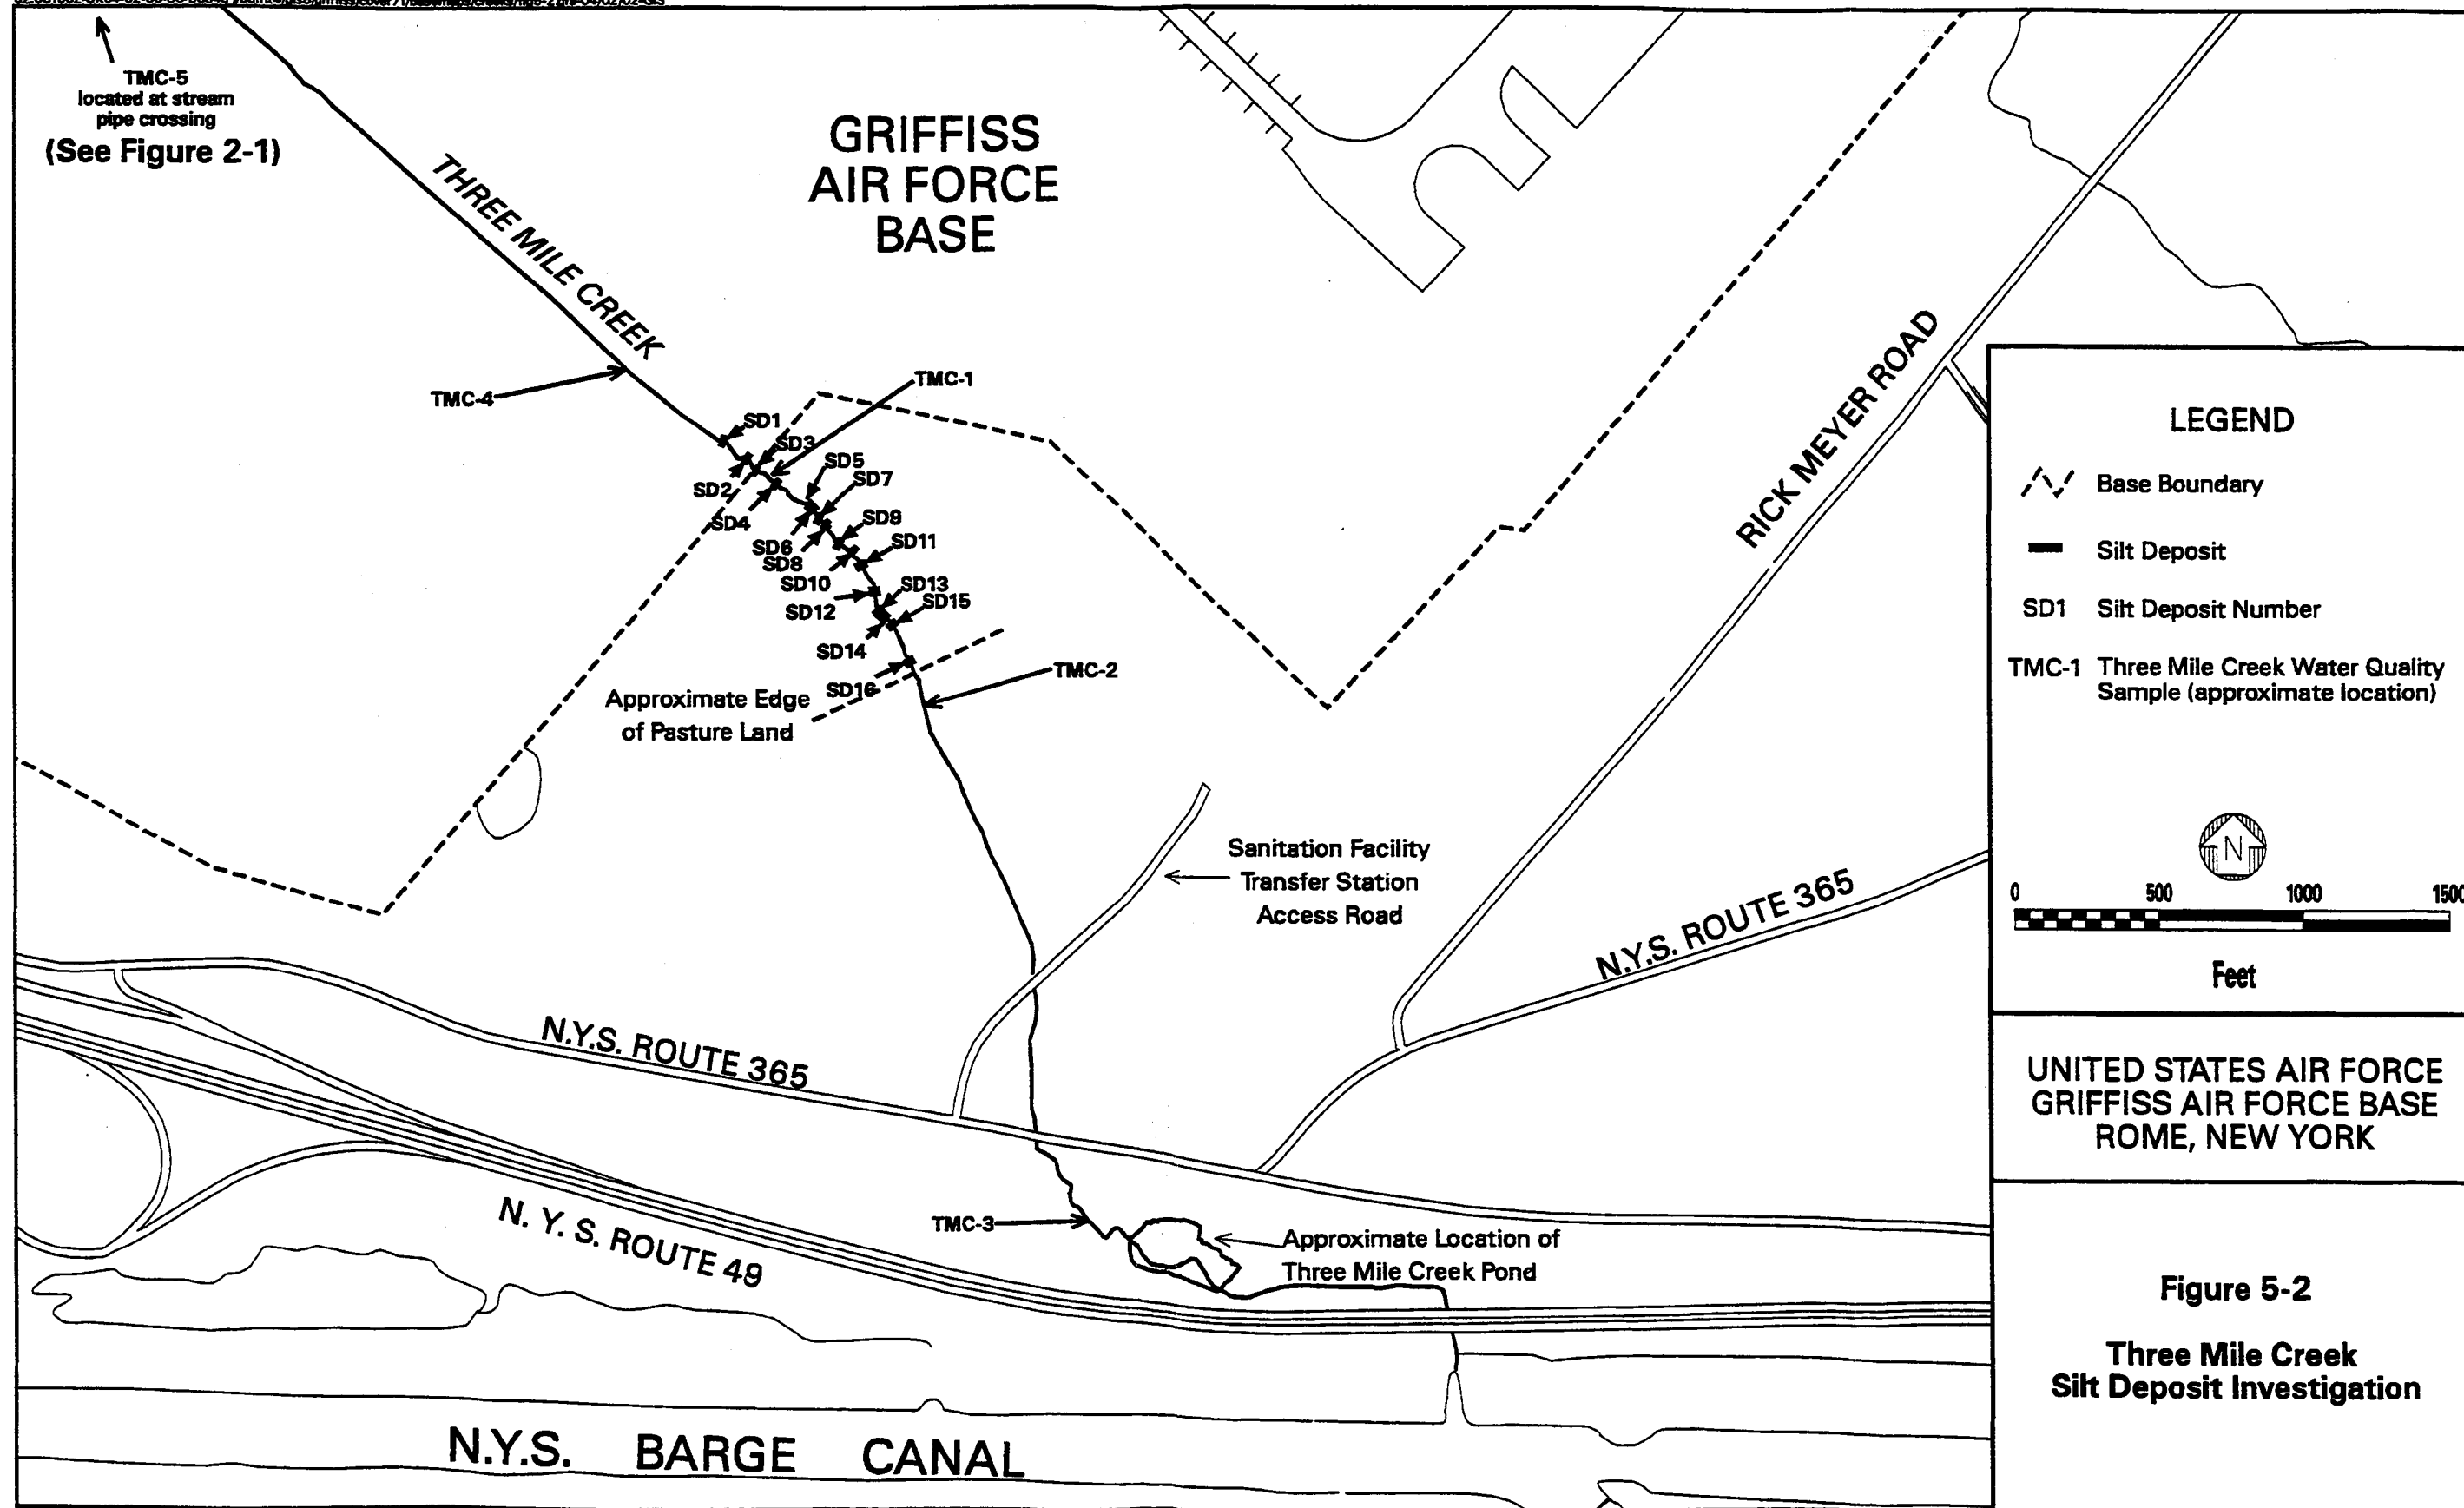 TMC-5
located at stream
pipe crossing
(See Figure 2-1)
GRIFFISS
AIR FORCE
BASE
THREE MILE CREEK
TMC-4
TMC-1
SD1
SD3
SD2
SD5
SD7
SD4
SD9
SD6
SD8
SD11
SD10
SD13
SD12
SD15
SD14
SD16
TMC-2
Approximate Edge
of Pasture Land
RICK MEYER ROAD
Sanitation Facility
Transfer Station
Access Road
N.Y.S. ROUTE 365
N.Y.S. ROUTE 365
N. Y. S. ROUTE 49
TMC-3
Approximate Location of
Three Mile Creek Pond
N.Y.S. BARGE CANAL
LEGEND
Base Boundary
Silt Deposit
SD1 Silt Deposit Number
TMC-1 Three Mile Creek Water Quality
Sample (approximate location)
N
0 500 1000 1500
Feet
UNITED STATES AIR FORCE
GRIFFISS AIR FORCE BASE
ROME, NEW YORK
Figure 5-2
Three Mile Creek
Silt Deposit Investigation